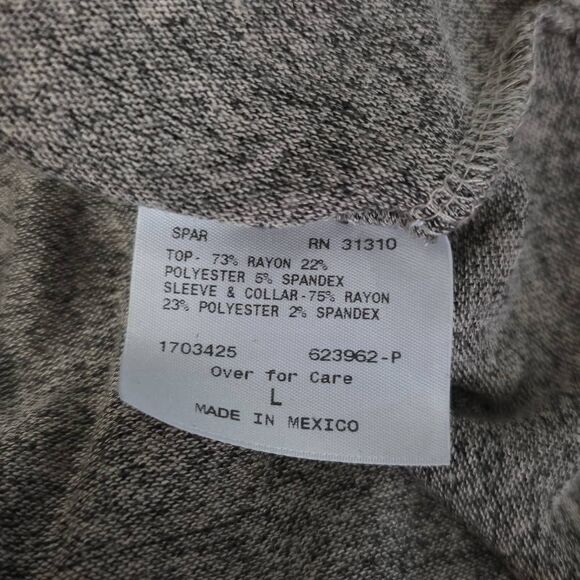 SPAR RN 31310
TOP- 73% RAYON 22%
POLYESTER 5% SPANDEX
SLEEVE & COLLAR-75% RAYON
23% POLYESTER 2% SPANDEX
1703425 623962-P
Over for Care
L
MADE IN MEXICO